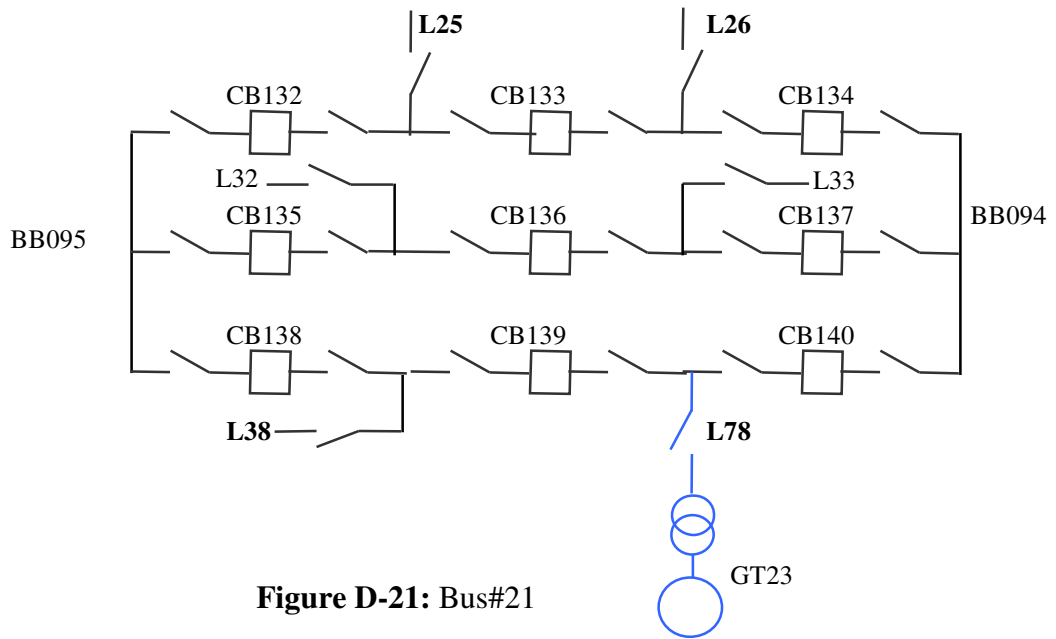 L25 L26
CB132 CB133 CB134
L32 L33
CB135 CB136 CB137
BB095 BB094
CB138 CB139 CB140
L38 L78
GT23
Figure D-21: Bus#21